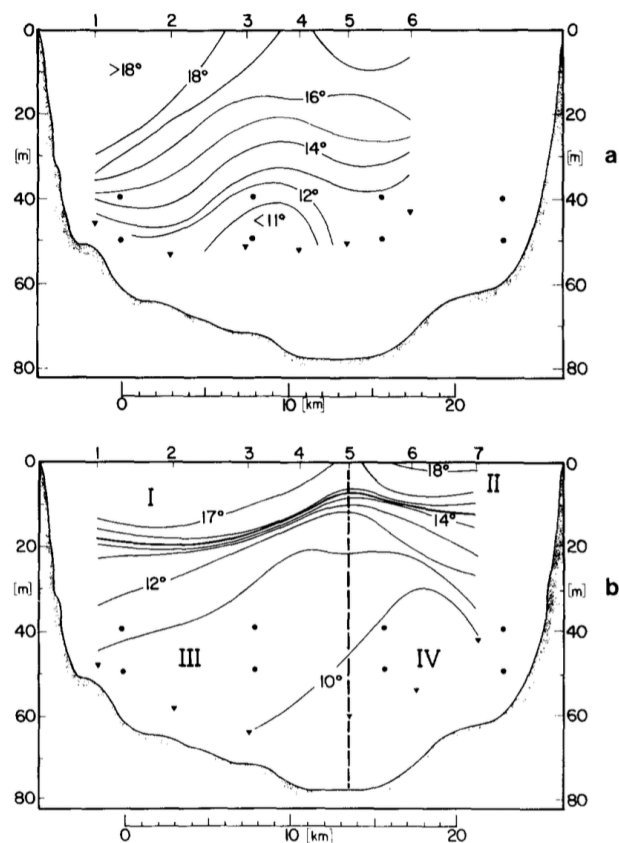 1 2 3 4 5 6
0 0
>18° 18°
16°
20 20
[m] 14° [m] a
40 12° 40
<11°
60 60
80 80
0 10 [km] 20
1 2 3 4 5 6 7
0 18° 0
I II
17° 14°
20 20
12°
[m] [m] b
40 40
III IV
10°
60 60
80 80
0 10 [km] 20